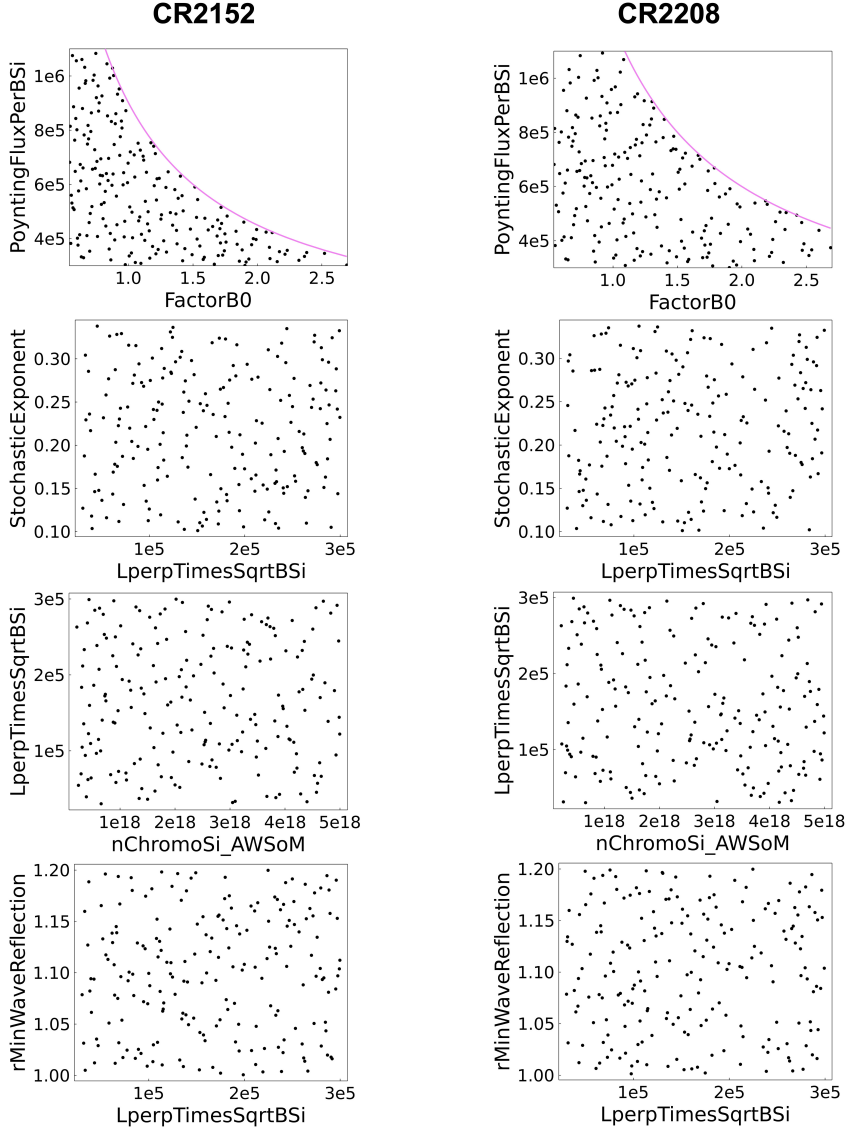 CR2152
CR2208
PoyntingFluxPerBSi
1e6
8e5
6e5
4e5
1.0 1.5 2.0 2.5
FactorB0
PoyntingFluxPerBSi
1e6
8e5
6e5
4e5
1.0 1.5 2.0 2.5
FactorB0
StochasticExponent
0.30
0.25
0.20
0.15
0.10
1e5 2e5 3e5
LperpTimesSqrtBSi
StochasticExponent
0.30
0.25
0.20
0.15
0.10
1e5 2e5 3e5
LperpTimesSqrtBSi
LperpTimesSqrtBSi
3e5
2e5
1e5
1e18 2e18 3e18 4e18 5e18
nChromoSi_AWSoM
LperpTimesSqrtBSi
3e5
2e5
1e5
1e18 2e18 3e18 4e18 5e18
nChromoSi_AWSoM
rMinWaveReflection
1.20
1.15
1.10
1.05
1.00
1e5 2e5 3e5
LperpTimesSqrtBSi
rMinWaveReflection
1.20
1.15
1.10
1.05
1.00
1e5 2e5 3e5
LperpTimesSqrtBSi